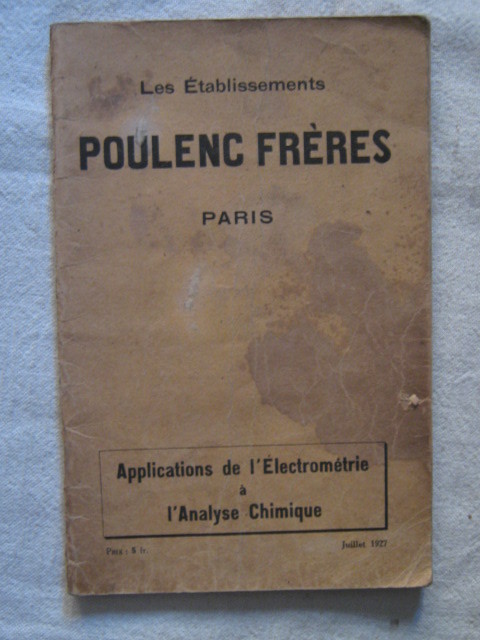 Les Établissements
POULENC FRÈRES
PARIS
Applications de l'Électrométrie
à
l'Analyse Chimique
Prix : 5 fr.
Juillet 1927